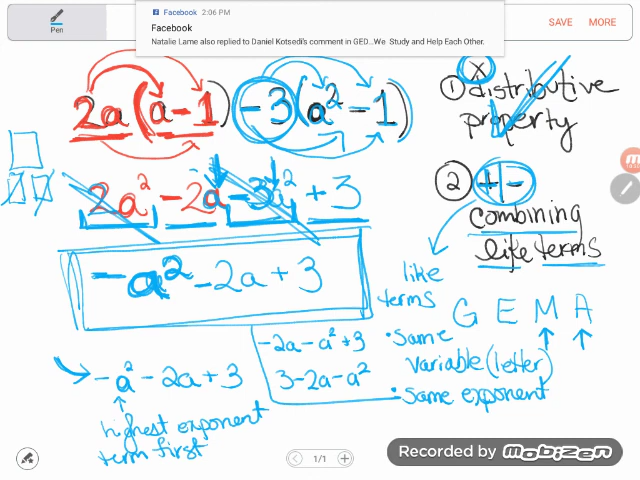 Facebook 2:06 PM
Facebook
Natalie Lame also replied to Daniel Kotsedi's comment in GED...We Study and Help Each Other.
Pen
SAVE MORE
2a(a-1) -3(a²-1)
x
① distributive
property
2a² -2a -3a² +3
② +|-
combining
like terms
-a² -2a +3
like
terms
G E M A
• same
variable (letter)
• same exponent
-2a -a² +3
3 -2a -a²
-a² -2a +3
highest exponent
term first
1/1
Recorded by mobizen